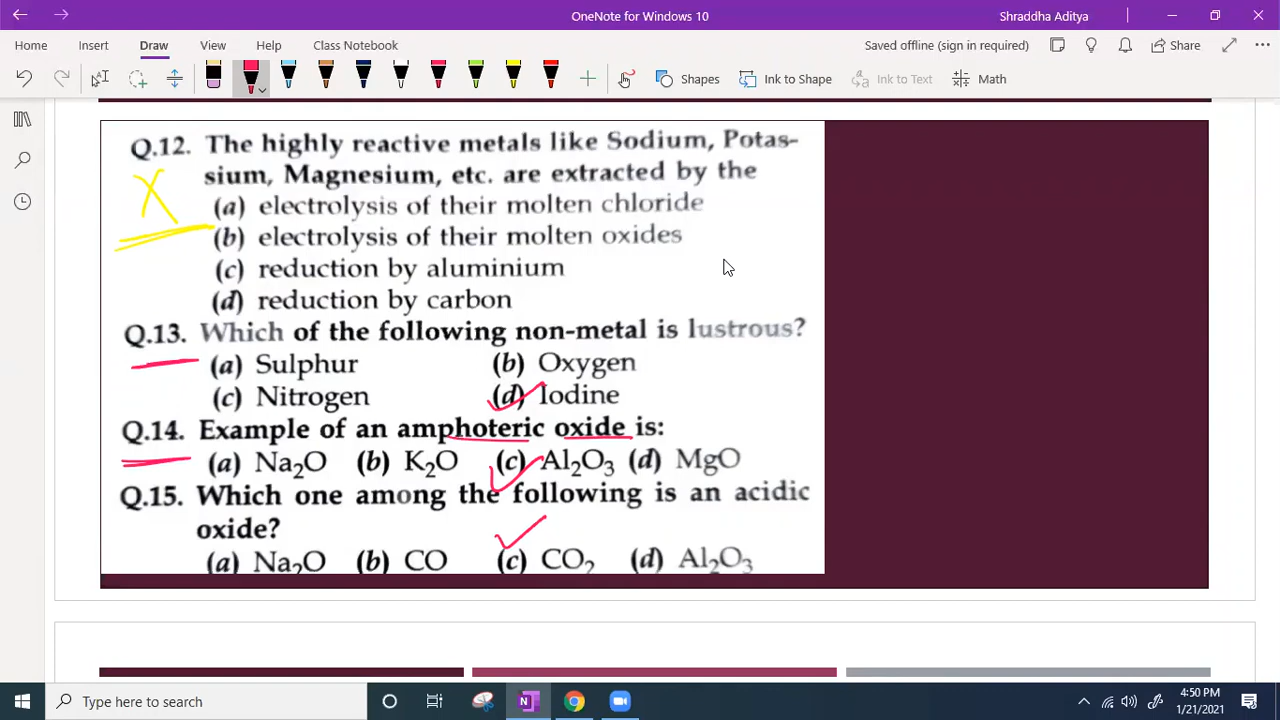 OneNote for Windows 10
Shraddha Aditya
Home Insert Draw View Help Class Notebook
Saved offline (sign in required)
Share
Shapes
Ink to Shape
Ink to Text
Math
Q.12. The highly reactive metals like Sodium, Potas-
sium, Magnesium, etc. are extracted by the
X
(a) electrolysis of their molten chloride
(b) electrolysis of their molten oxides
(c) reduction by aluminium
(d) reduction by carbon
Q.13. Which of the following non-metal is lustrous?
(a) Sulphur (b) Oxygen
(c) Nitrogen (d) Iodine
Q.14. Example of an amphoteric oxide is:
(a) Na₂O (b) K₂O (c) Al₂O₃ (d) MgO
Q.15. Which one among the following is an acidic
oxide?
(a) Na₂O (b) CO (c) CO₂ (d) Al₂O₃
Type here to search
4:50 PM
1/21/2021